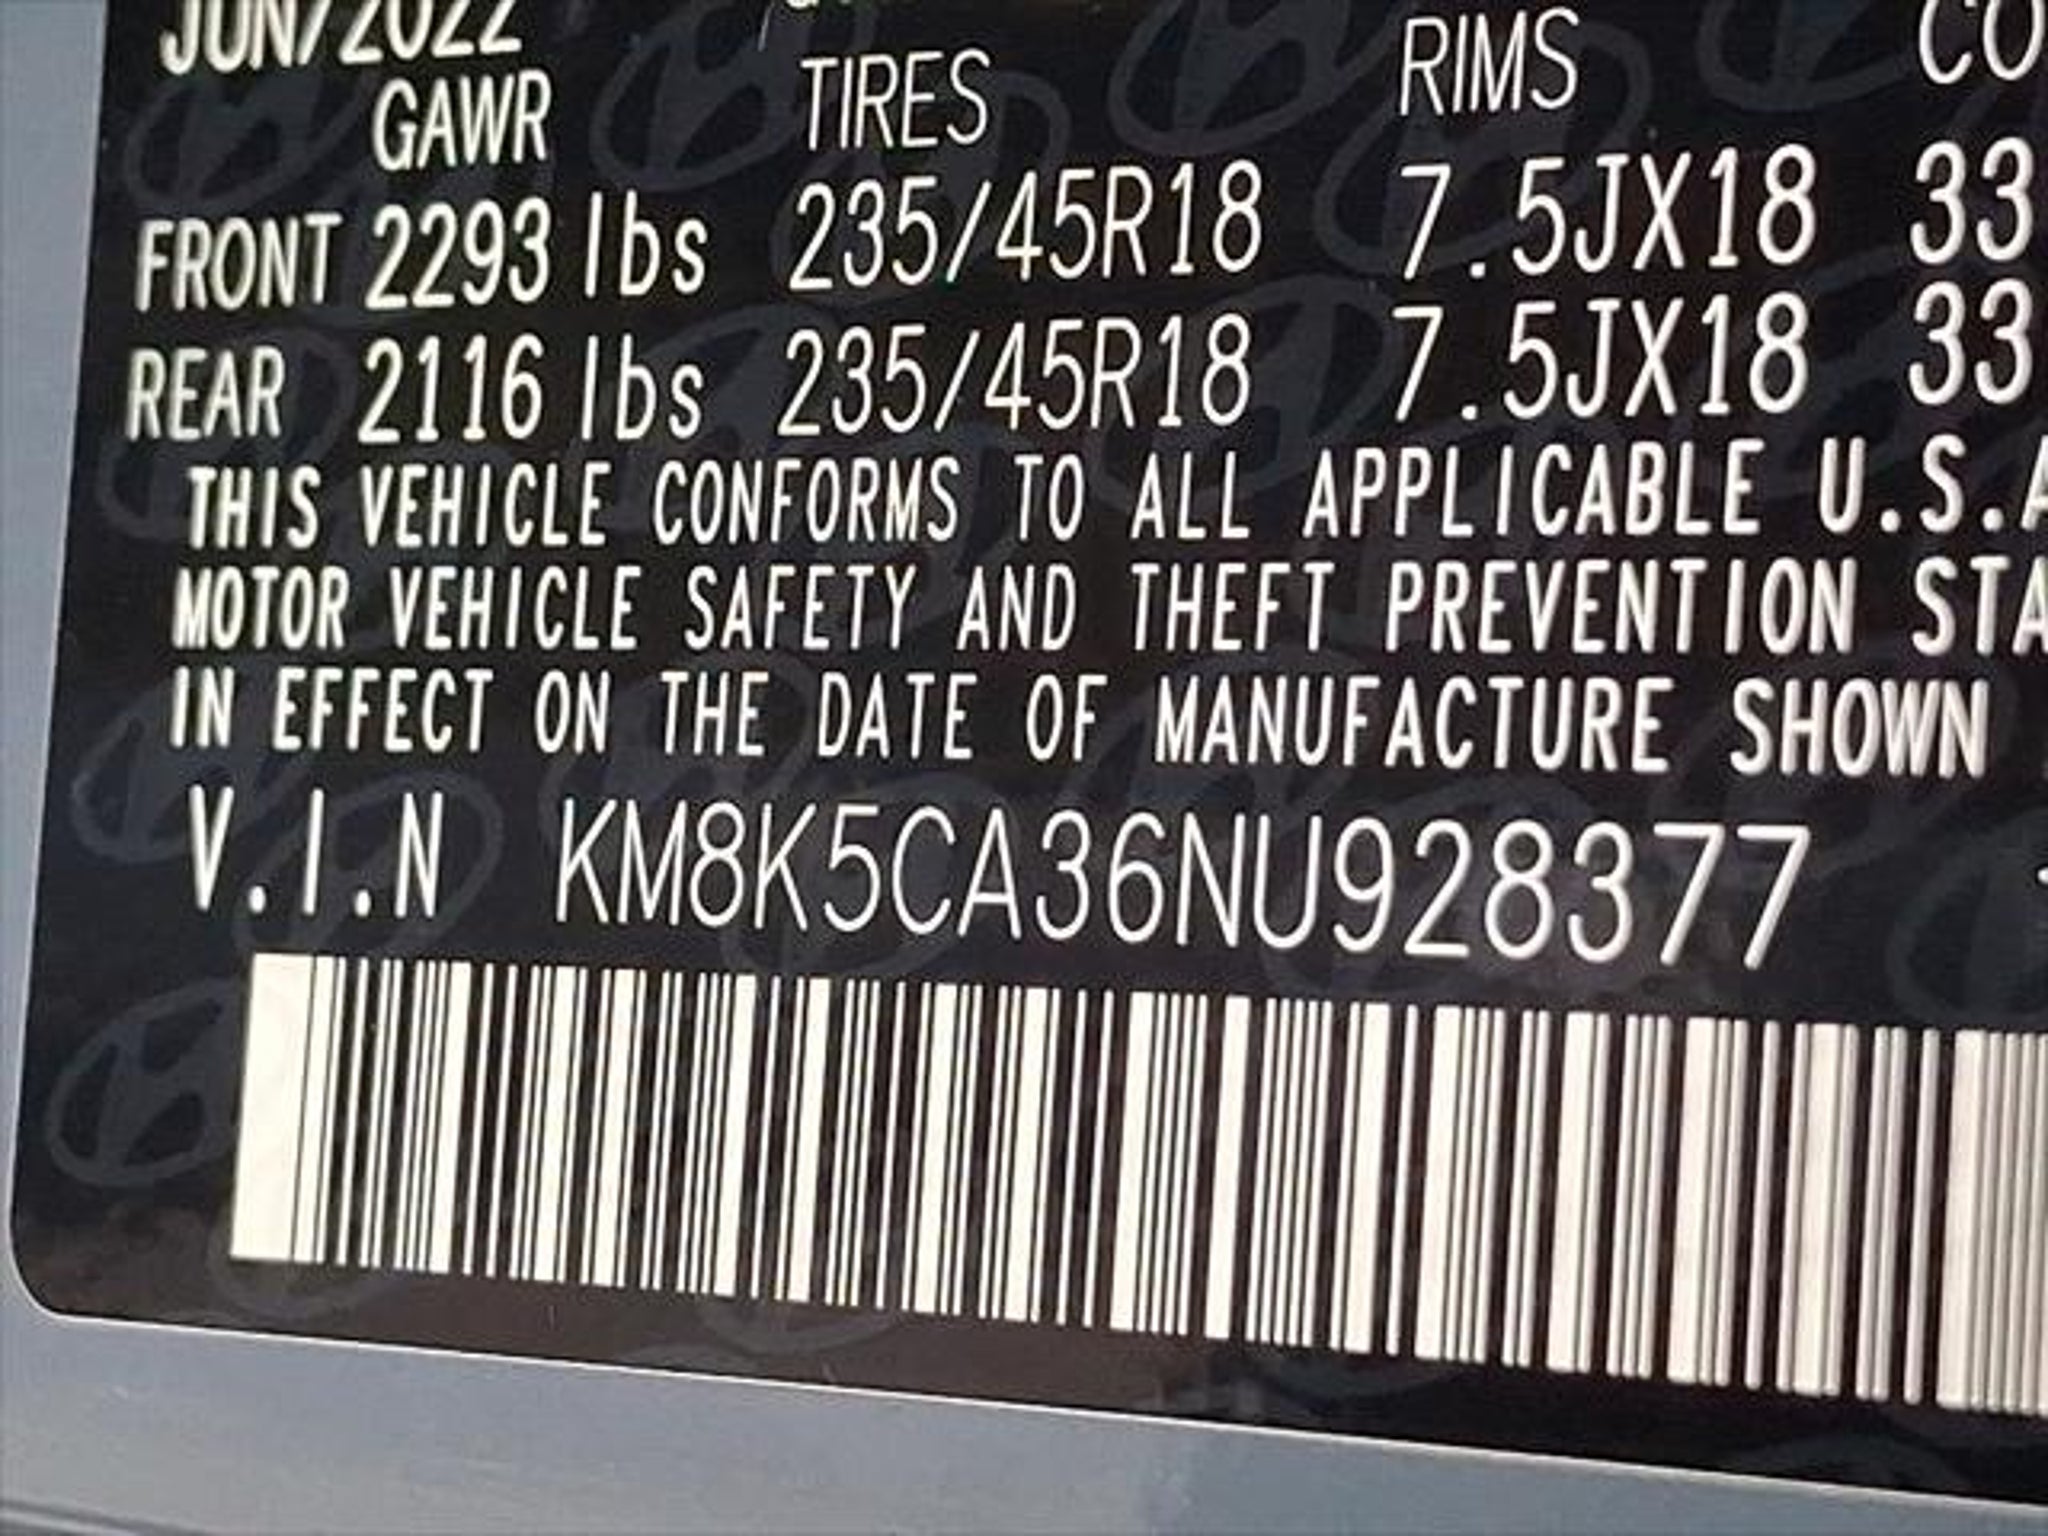 JUN/2022
GAWR TIRES RIMS CO
FRONT 2293 lbs 235/45R18 7.5JX18 33
REAR 2116 lbs 235/45R18 7.5JX18 33
THIS VEHICLE CONFORMS TO ALL APPLICABLE U.S.A
MOTOR VEHICLE SAFETY AND THEFT PREVENTION STA
IN EFFECT ON THE DATE OF MANUFACTURE SHOWN
V.I.N KM8K5CA36NU928377